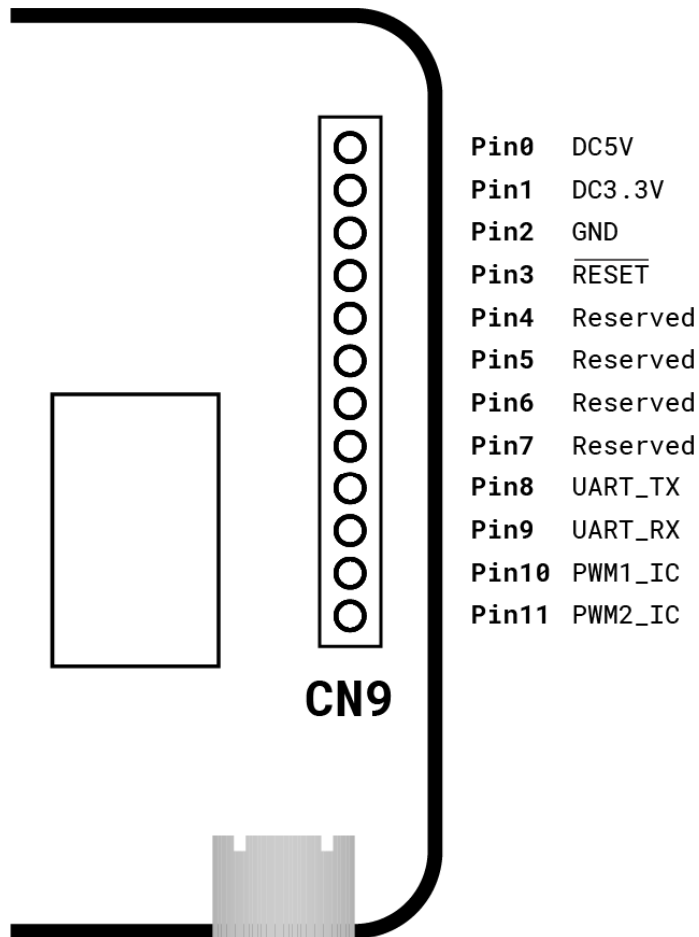 Pin0 DC5V
Pin1 DC3.3V
Pin2 GND
Pin3 R̅E̅S̅E̅T̅
Pin4 Reserved
Pin5 Reserved
Pin6 Reserved
Pin7 Reserved
Pin8 UART_TX
Pin9 UART_RX
Pin10 PWM1_IC
Pin11 PWM2_IC
CN9